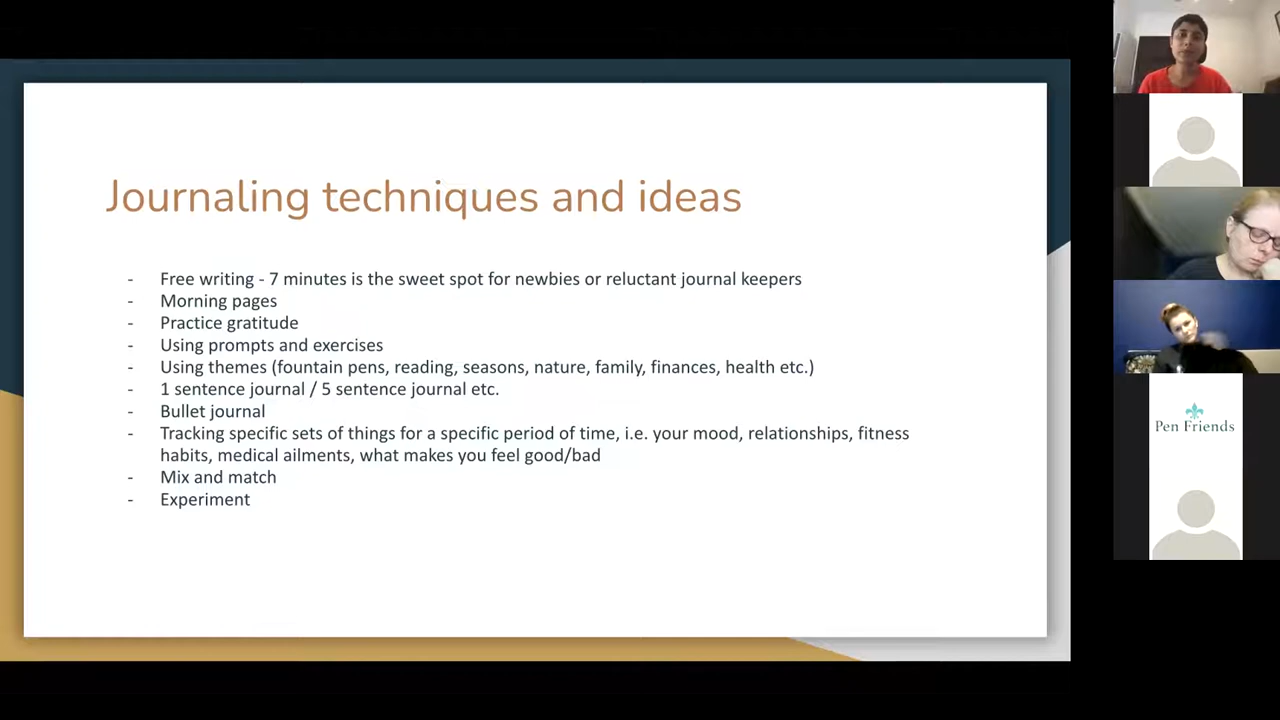 Journaling techniques and ideas
- Free writing - 7 minutes is the sweet spot for newbies or reluctant journal keepers
- Morning pages
- Practice gratitude
- Using prompts and exercises
- Using themes (fountain pens, reading, seasons, nature, family, finances, health etc.)
- 1 sentence journal / 5 sentence journal etc.
- Bullet journal
- Tracking specific sets of things for a specific period of time, i.e. your mood, relationships, fitness
habits, medical ailments, what makes you feel good/bad
- Mix and match
- Experiment
Pen Friends